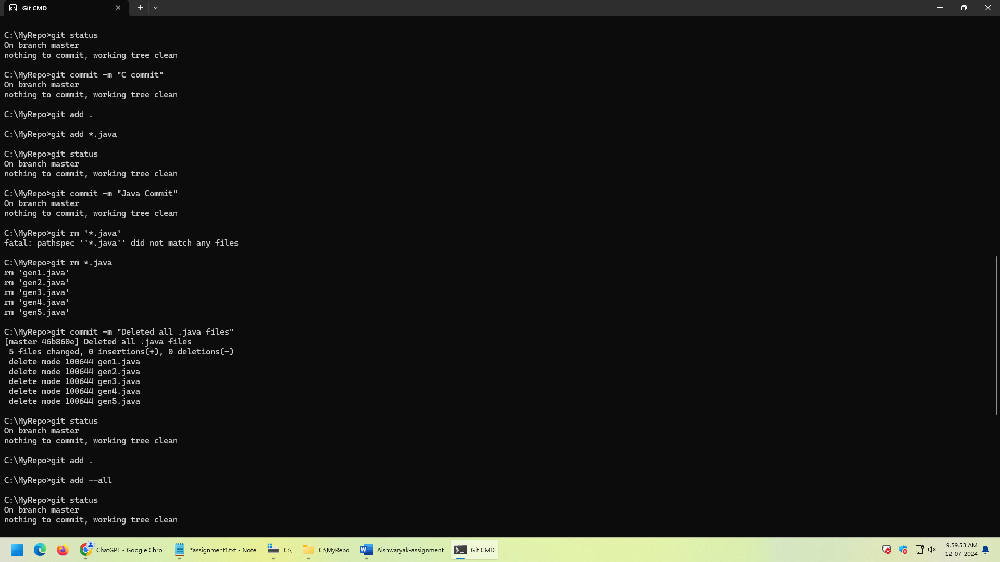 Git CMD
C:\MyRepo>git status
On branch master
nothing to commit, working tree clean
C:\MyRepo>git commit -m "C commit"
On branch master
nothing to commit, working tree clean
C:\MyRepo>git add .
C:\MyRepo>git add *.java
C:\MyRepo>git status
On branch master
nothing to commit, working tree clean
C:\MyRepo>git commit -m "Java Commit"
On branch master
nothing to commit, working tree clean
C:\MyRepo>git rm '*.java'
fatal: pathspec ''*.java'' did not match any files
C:\MyRepo>git rm *.java
rm 'gen1.java'
rm 'gen2.java'
rm 'gen3.java'
rm 'gen4.java'
rm 'gen5.java'
C:\MyRepo>git commit -m "Deleted all .java files"
[master 46b860e] Deleted all .java files
 5 files changed, 0 insertions(+), 0 deletions(-)
 delete mode 100644 gen1.java
 delete mode 100644 gen2.java
 delete mode 100644 gen3.java
 delete mode 100644 gen4.java
 delete mode 100644 gen5.java
C:\MyRepo>git status
On branch master
nothing to commit, working tree clean
C:\MyRepo>git add .
C:\MyRepo>git add --all
C:\MyRepo>git status
On branch master
nothing to commit, working tree clean
ChatGPT - Google Chro *assignment1.txt - Note C:\ C:\MyRepo Aishwaryak-assignment Git CMD
9.59.53 AM
12-07-2024